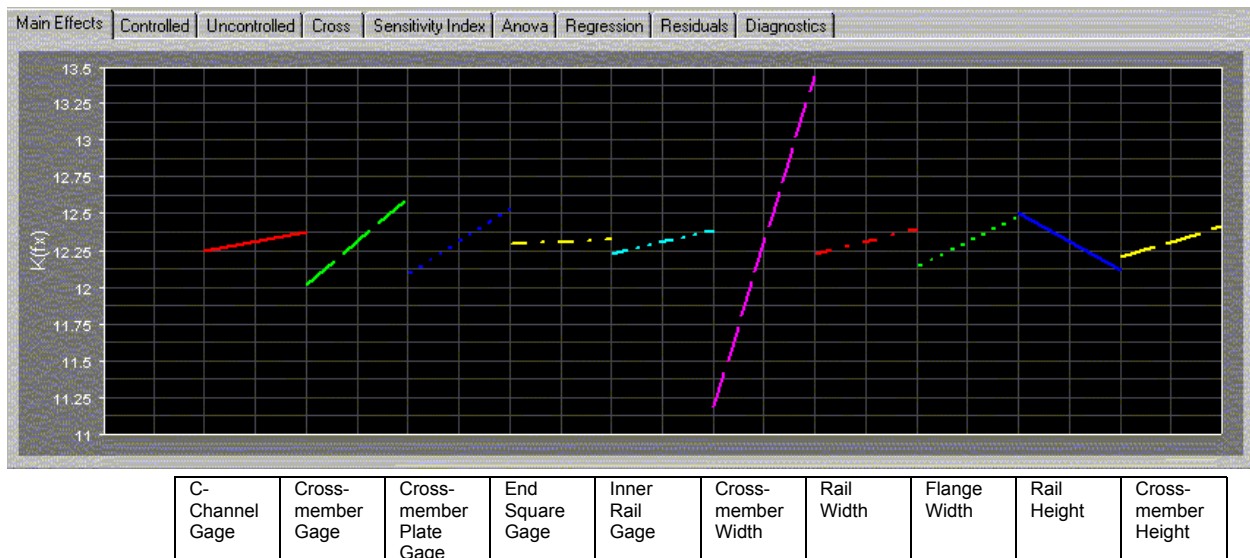 Main Effects Controlled Uncontrolled Cross Sensitivity Index Anova Regression Residuals Diagnostics
13.5
13.25
13
12.75
12.5
12.25
12
11.75
11.5
11.25
11
K(fx)
C-
Channel
Gage
Cross-
member
Gage
Cross-
member
Plate
Gage
End
Square
Gage
Inner
Rail
Gage
Cross-
member
Width
Rail
Width
Flange
Width
Rail
Height
Cross-
member
Height